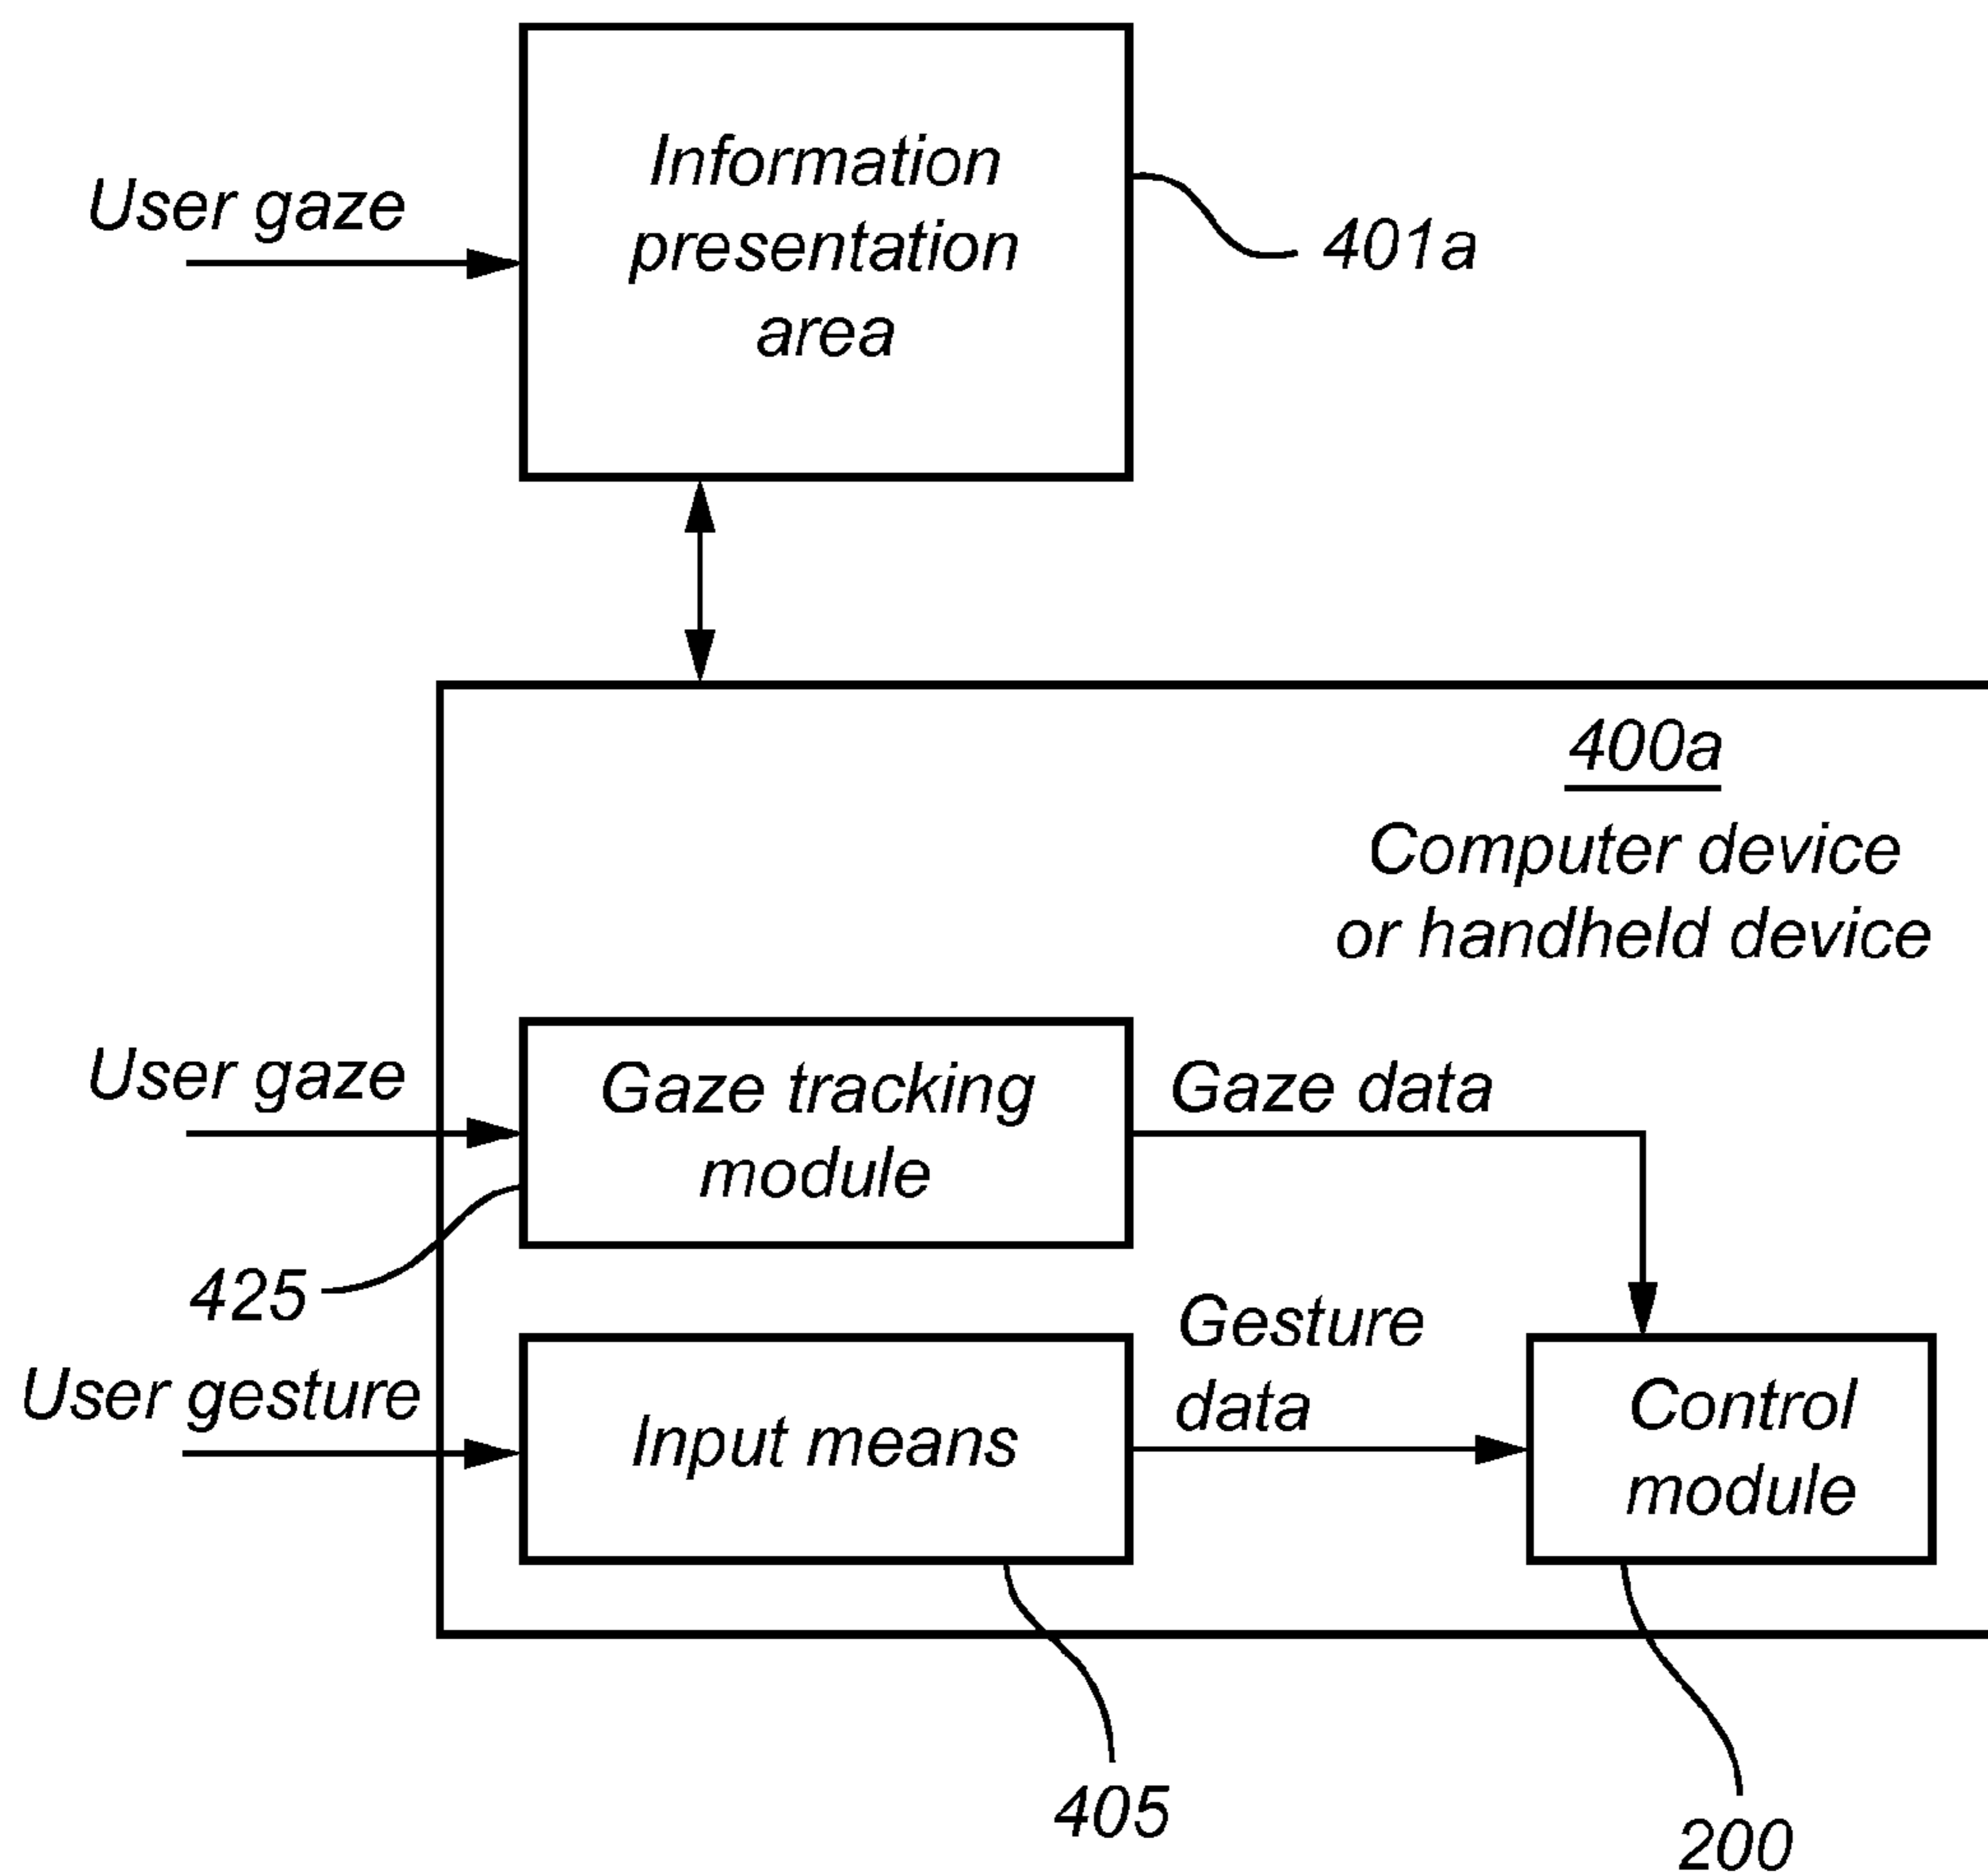 User gaze
Information
presentation
area
401a
400a
Computer device
or handheld device
User gaze
Gaze tracking
module
Gaze data
425
User gesture
Input means
Gesture
data
Control
module
405
200